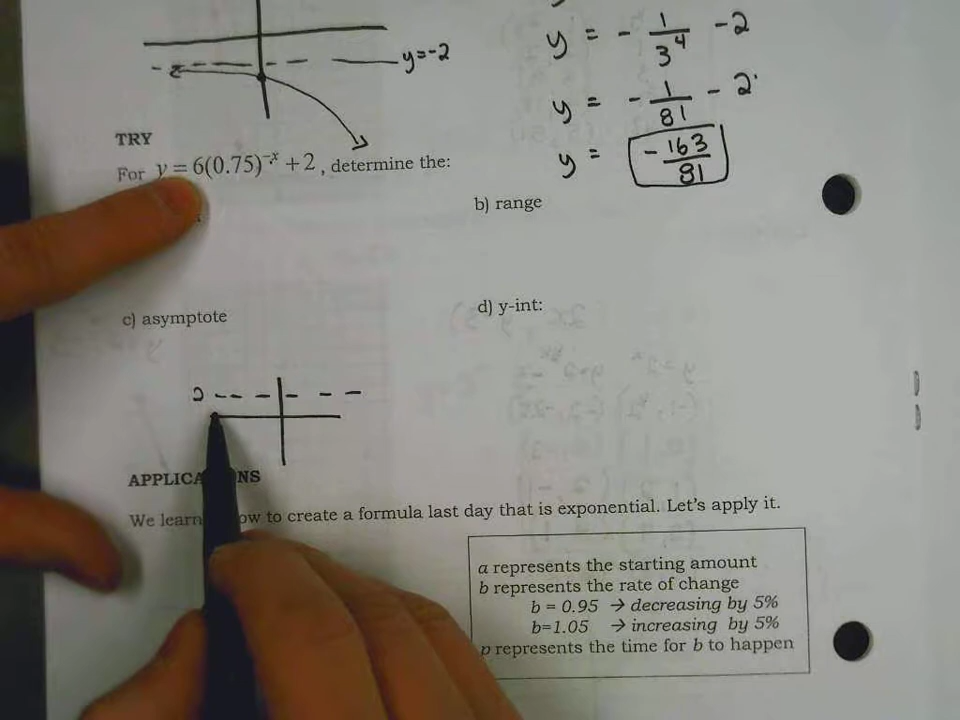 y = - 1/3^4 - 2
y = -2
y = - 1/81 - 2
y = - 163/81
TRY
For y = 6(0.75)^-x + 2, determine the:
b) range
c) asymptote
d) y-int:
2
APPLICA NS
We learn ow to create a formula last day that is exponential. Let's apply it.
a represents the starting amount
b represents the rate of change
b = 0.95 → decreasing by 5%
b=1.05 → increasing by 5%
p represents the time for b to happen